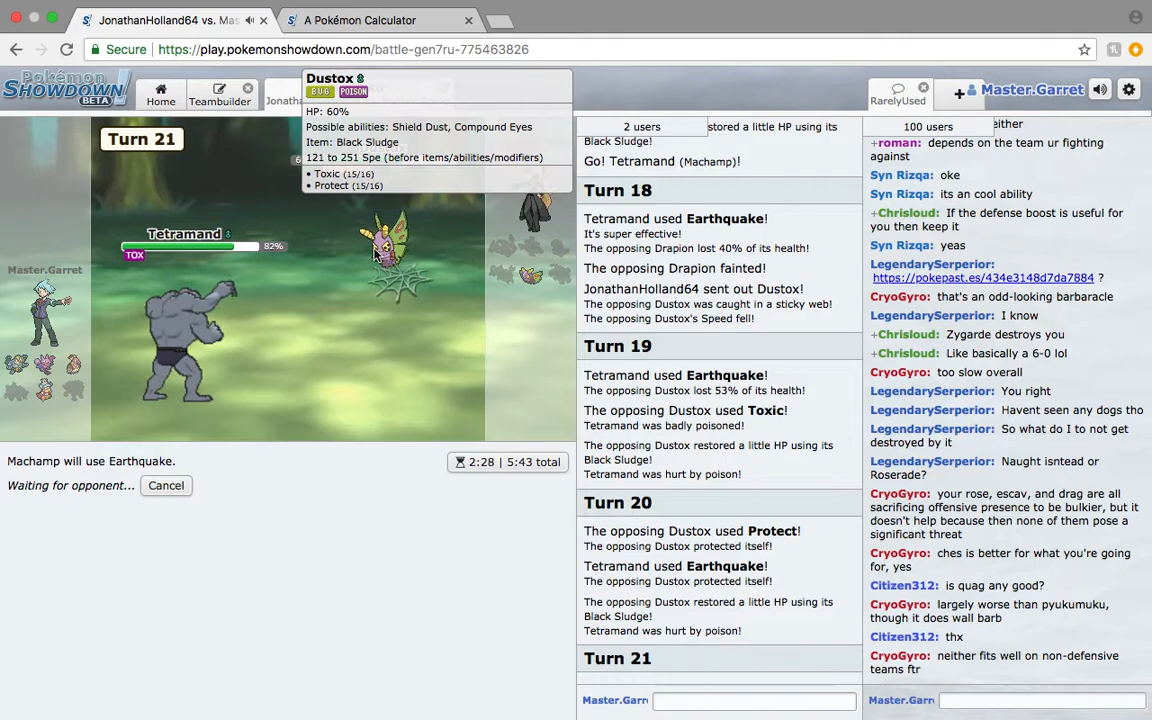 JonathanHolland64 vs. Mas
A Pokémon Calculator
Secure
https://play.pokemonshowdown.com/battle-gen7ru-775463826
Pokémon
SHOWDOWN!
BETA
Home
Teambuilder
Jonatha
RarelyUsed
Master.Garret
Dustox
BUG POISON
HP: 60%
Possible abilities: Shield Dust, Compound Eyes
Item: Black Sludge
121 to 251 Spe (before items/abilities/modifiers)
• Toxic (15/16)
• Protect (15/16)
Turn 21
Tetramand
82%
TOX
Master.Garret
Machamp will use Earthquake.
2:28 | 5:43 total
Waiting for opponent...
Cancel
2 users
restored a little HP using its
Black Sludge!
Go! Tetramand (Machamp)!
Turn 18
Tetramand used Earthquake!
It's super effective!
The opposing Drapion lost 40% of its health!
The opposing Drapion fainted!
JonathanHolland64 sent out Dustox!
The opposing Dustox was caught in a sticky web!
The opposing Dustox's Speed fell!
Turn 19
Tetramand used Earthquake!
The opposing Dustox lost 53% of its health!
The opposing Dustox used Toxic!
Tetramand was badly poisoned!
The opposing Dustox restored a little HP using its
Black Sludge!
Tetramand was hurt by poison!
Turn 20
The opposing Dustox used Protect!
The opposing Dustox protected itself!
Tetramand used Earthquake!
The opposing Dustox protected itself!
The opposing Dustox restored a little HP using its
Black Sludge!
Tetramand was hurt by poison!
Turn 21
Master.Garr
100 users
either
+roman: depends on the team ur fighting
against
Syn Rizqa: oke
Syn Rizqa: its an cool ability
+Chrisloud: If the defense boost is useful for
you then keep it
Syn Rizqa: yeas
LegendarySerperior:
https://pokepast.es/434e3148d7da7884 ?
CryoGyro: that's an odd-looking barbaracle
LegendarySerperior: I know
+Chrisloud: Zygarde destroys you
+Chrisloud: Like basically a 6-0 lol
CryoGyro: too slow overall
LegendarySerperior: You right
LegendarySerperior: Havent seen any dogs tho
LegendarySerperior: So what do I to not get
destroyed by it
LegendarySerperior: Naught isntead or
Roserade?
CryoGyro: your rose, escav, and drag are all
sacrificing offensive presence to be bulkier, but it
doesn't help because then none of them pose a
significant threat
CryoGyro: ches is better for what you're going
for, yes
Citizen312: is quag any good?
CryoGyro: largely worse than pyukumuku,
though it does wall barb
Citizen312: thx
CryoGyro: neither fits well on non-defensive
teams ftr
Master.Garr